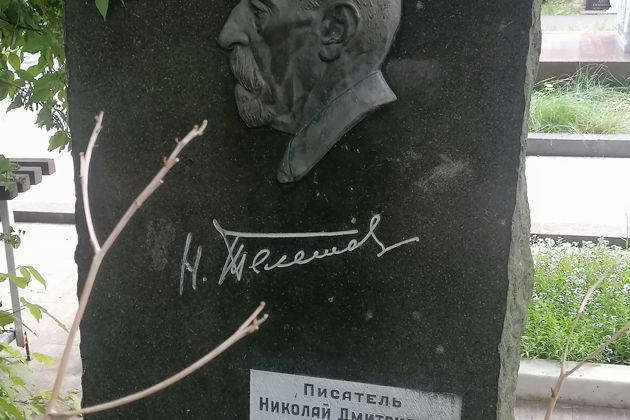 Н. Телешов
Писатель
Николай